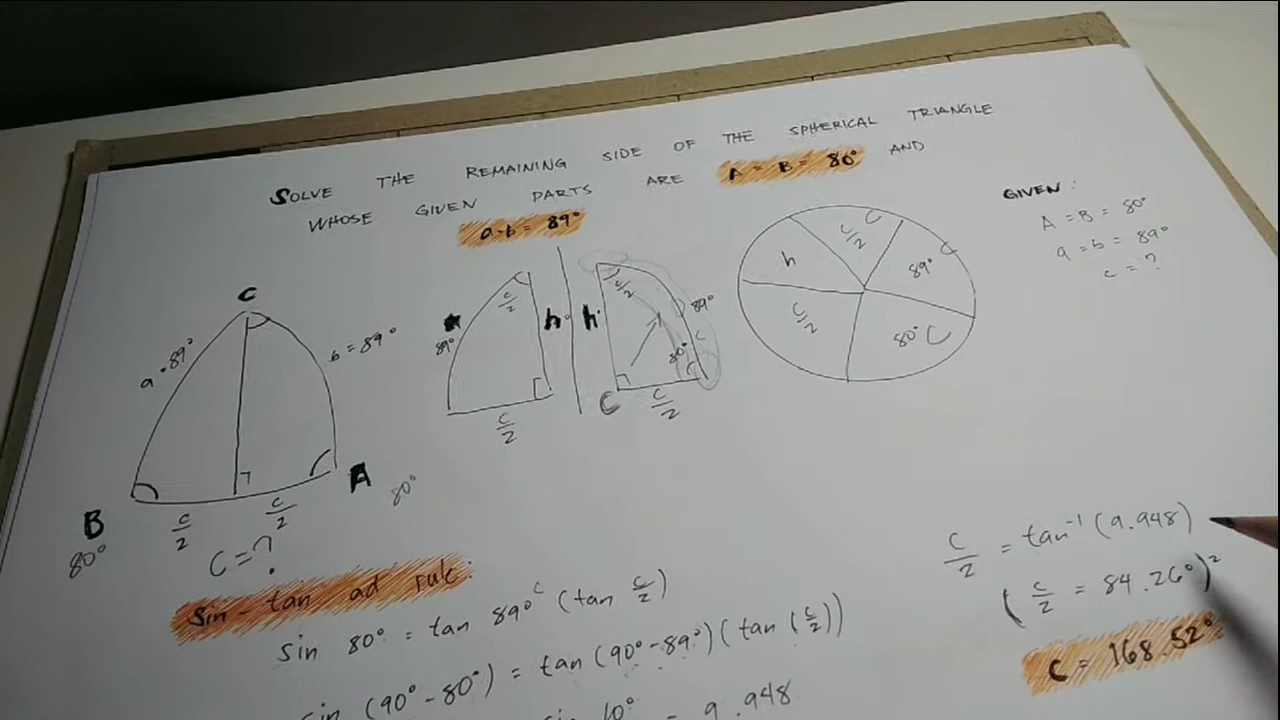 SOLVE THE REMAINING SIDE OF THE SPHERICAL TRIANGLE
WHOSE GIVEN PARTS ARE A = B = 80° AND
a=b = 89°
GIVEN:
A = B = 80°
a = b = 89°
c = ?
C
a = 89°
b = 89°
B
80°
A
80°
c/2
c/2
C = ?
c/2
89°
h
c/2
h
c/2
89°
C
80°
C
C
c/2
h
c/2 C
89° C
c/2
80° C
Sin-tan ad rule:
sin 80° = tan 89°ᶜ (tan c/2)
sin (90°-80°) = tan (90°-89°) (tan (c/2))
sin 10° = 9.948
c/2 = tan⁻¹ (9.948)
(c/2 = 84.26°)²
C = 168.52°